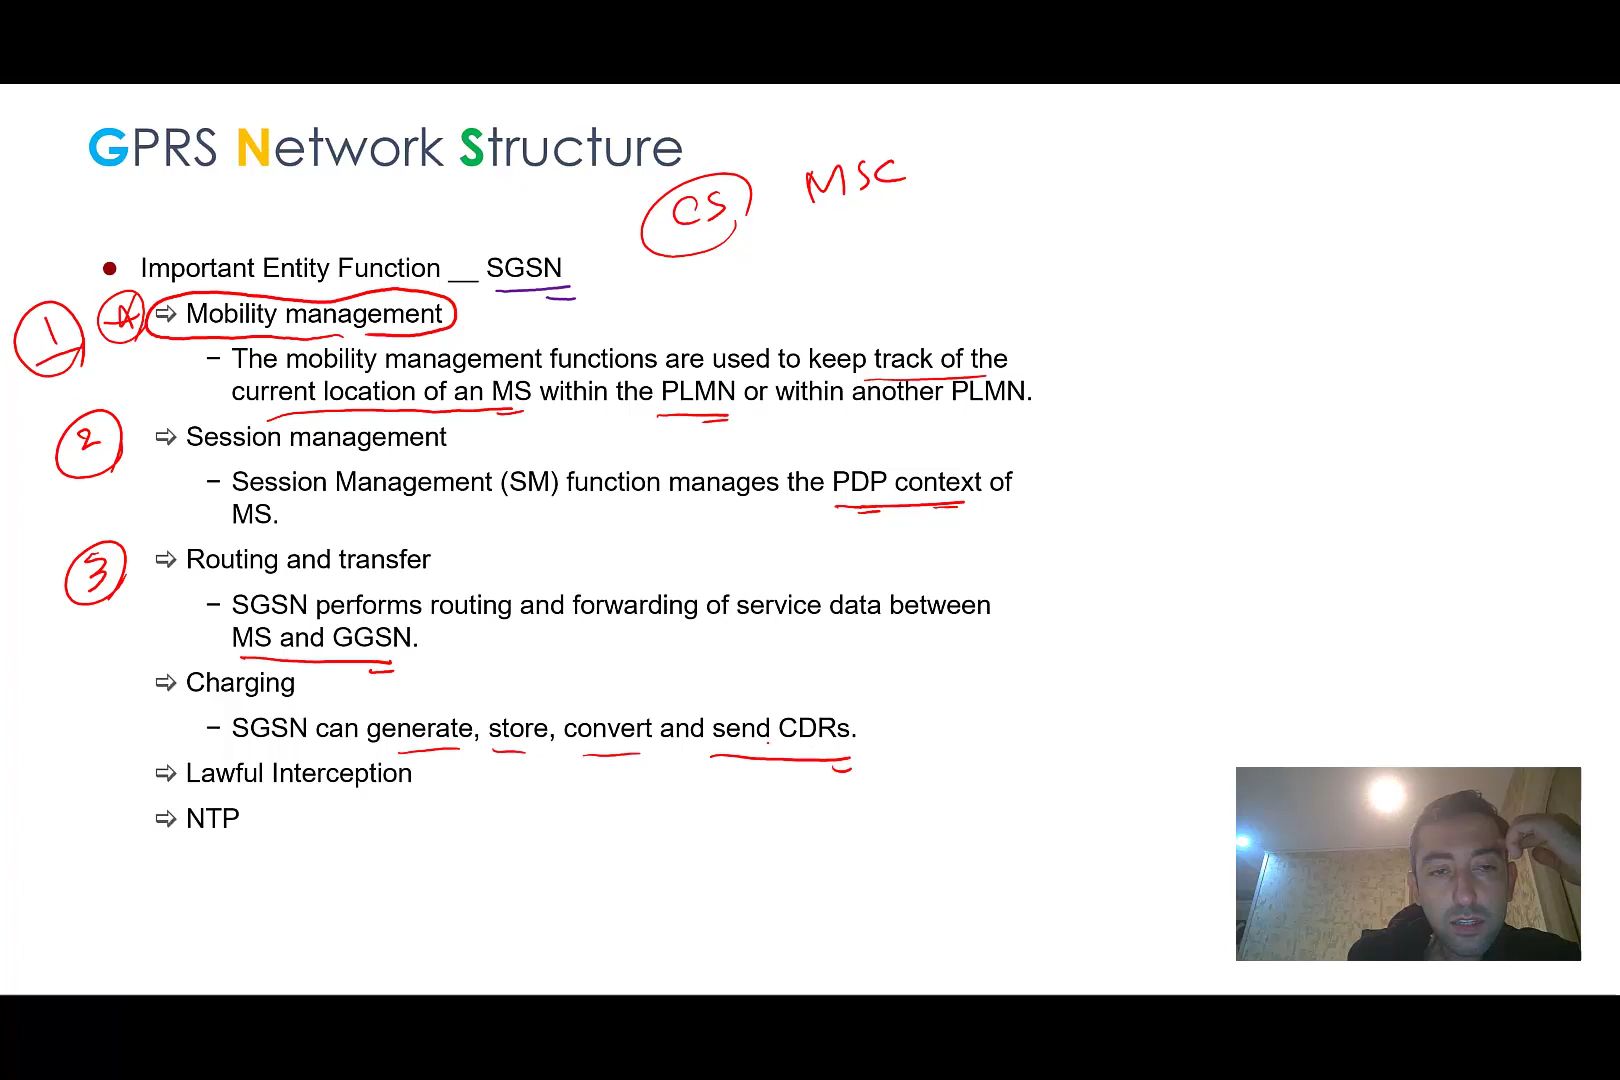 GPRS Network Structure
CS MSC
● Important Entity Function __ SGSN
1 ⇨ Mobility management
– The mobility management functions are used to keep track of the
current location of an MS within the PLMN or within another PLMN.
2 ⇨ Session management
– Session Management (SM) function manages the PDP context of
MS.
3 ⇨ Routing and transfer
– SGSN performs routing and forwarding of service data between
MS and GGSN.
⇨ Charging
– SGSN can generate, store, convert and send CDRs.
⇨ Lawful Interception
⇨ NTP